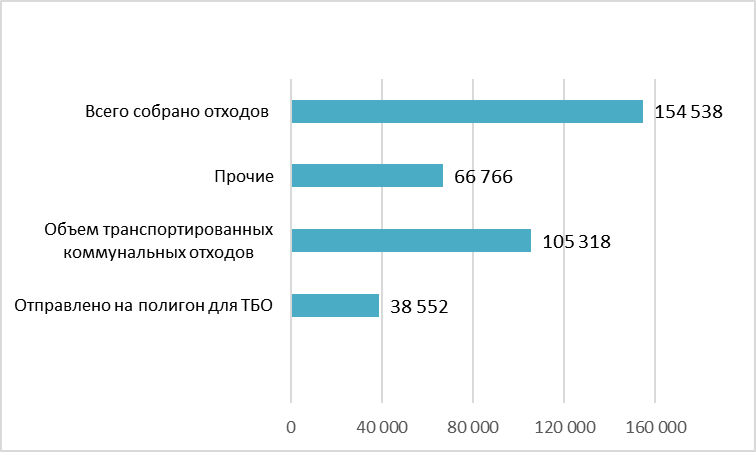 Всего собрано отходов
154 538
Прочие
66 766
Объем транспортированных
коммунальных отходов
105 318
Отправлено на полигон для ТБО
38 552
0
40 000
80 000
120 000
160 000